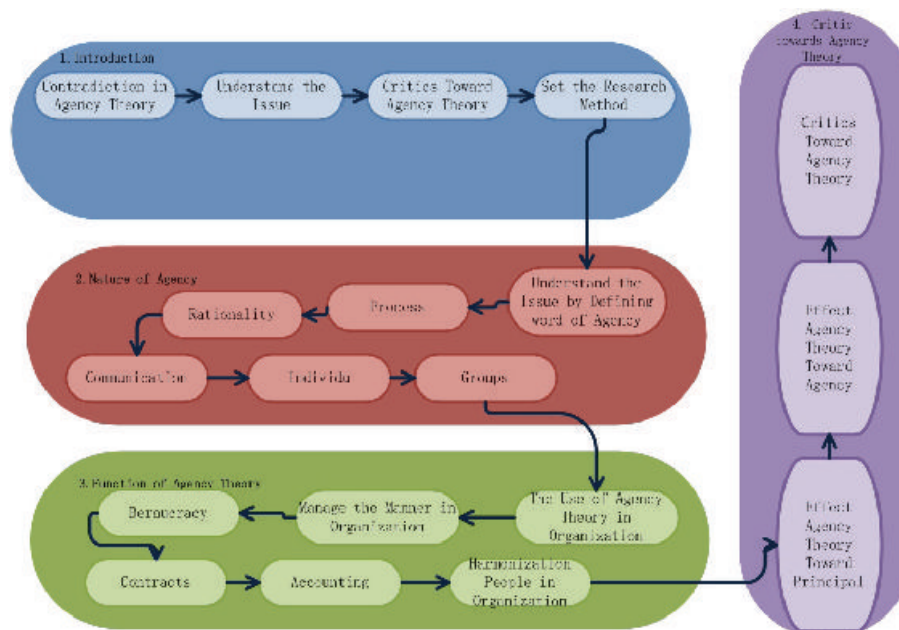 1. Introduction
Contradiction in
Agency Theory
Understand the
Issue
Critics Toward
Agency Theory
Set the Research
Method
2. Nature of Agency
Understand the
Issue by Defining
word of Agency
Process
Rationality
Communication
Individu
Groups
3. Function of Agency Theory
The Use of Agency
Theory in
Organization
Manage the Manner in
Organization
Beraucracy
Contracts
Accounting
Harmonization
People in
Organization
4. Critic
towards Agency
Theory
Effect
Agency
Theory
Toward
Principal
Effect
Agency
Theory
Toward
Agency
Critics
Toward
Agency
Theory